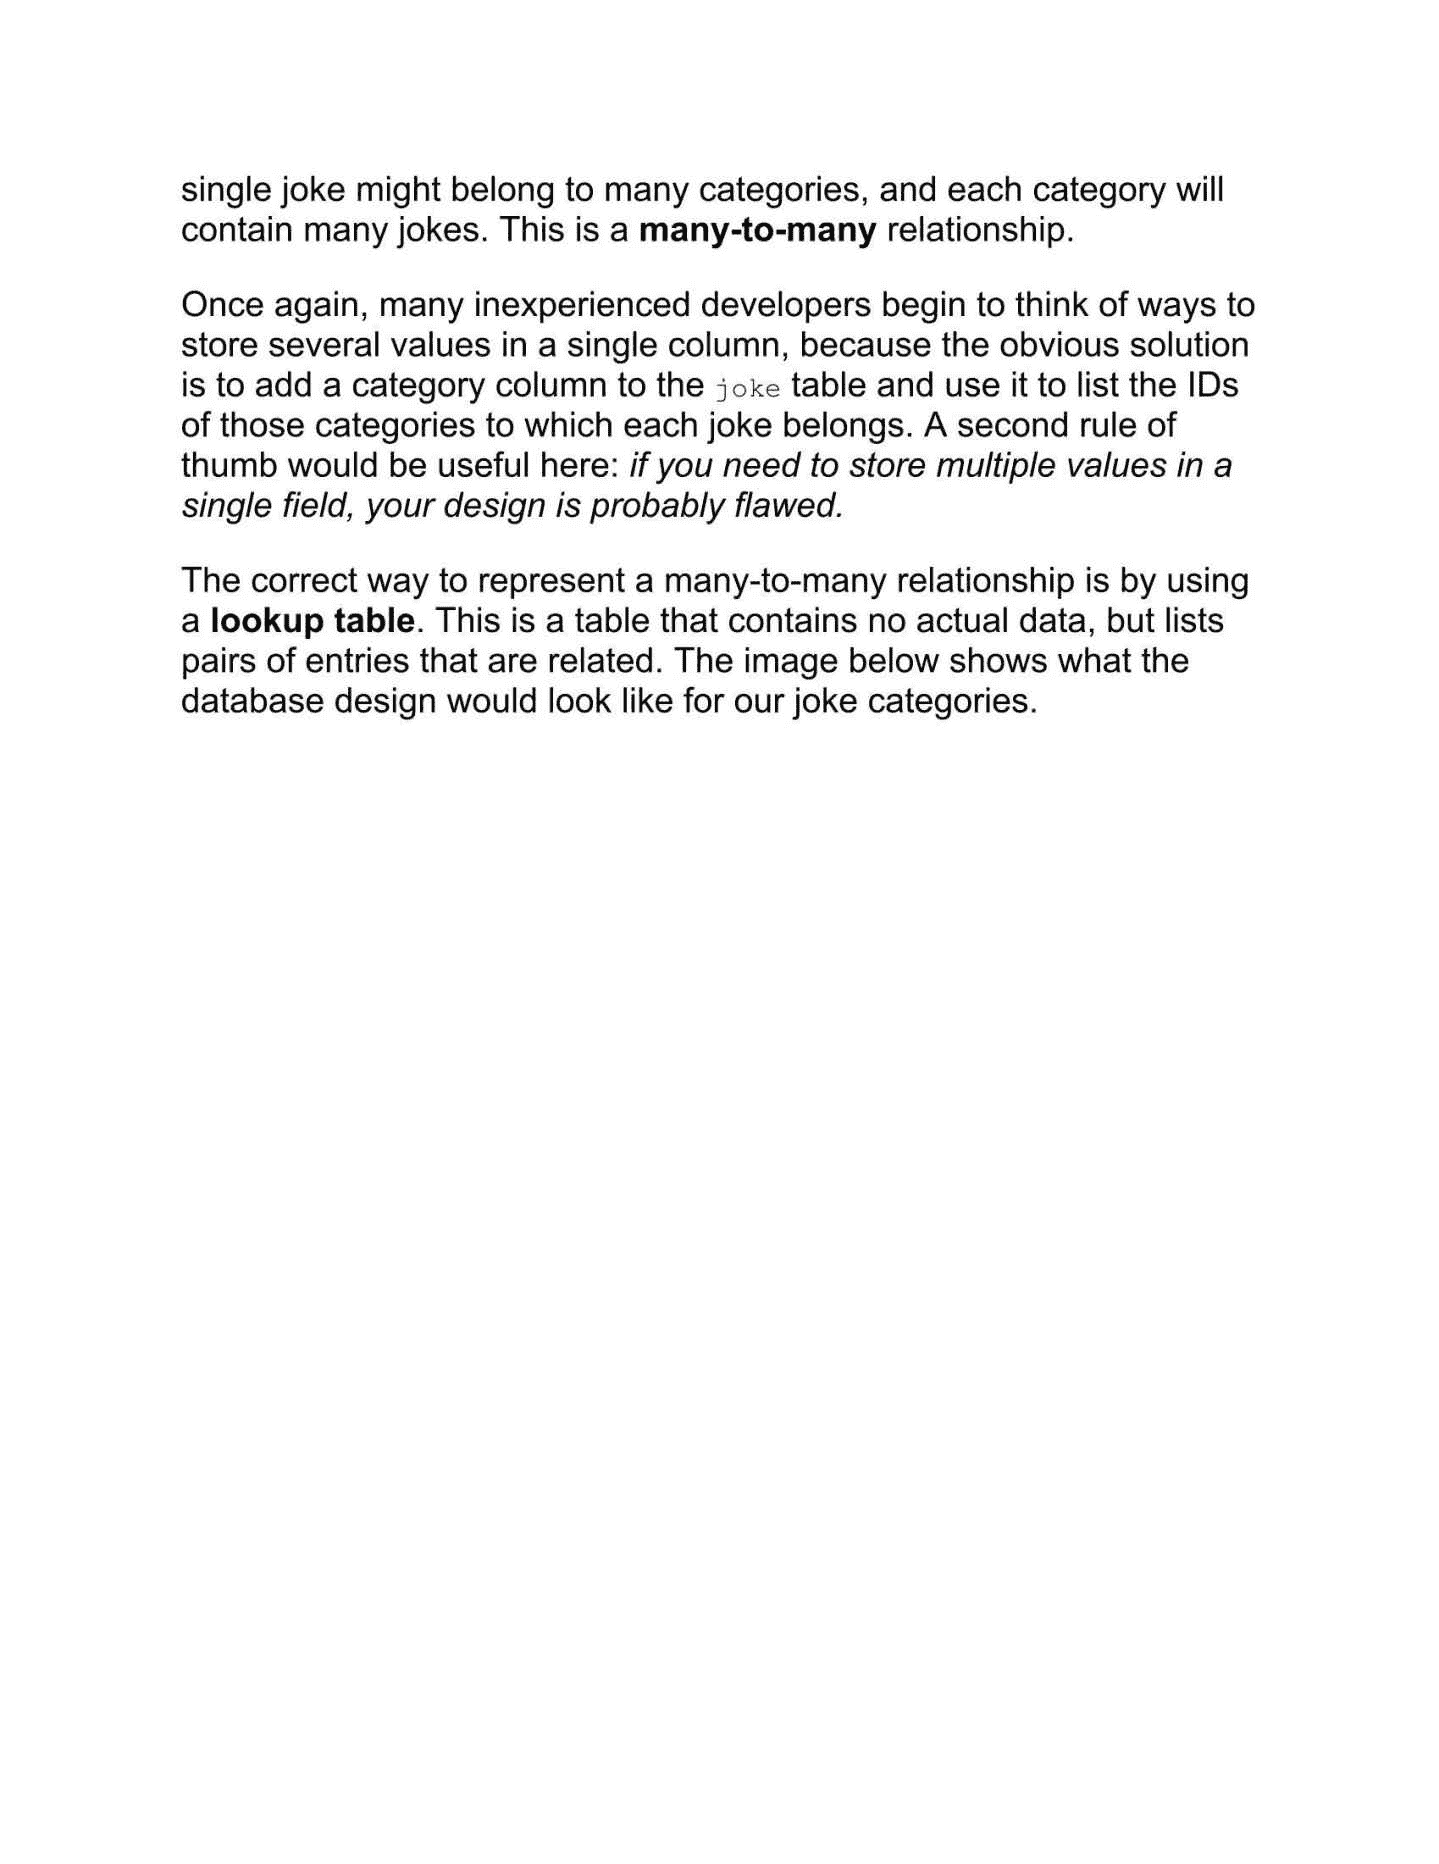 single joke might belong to many categories, and each category will
contain many jokes. This is a many-to-many relationship.
Once again, many inexperienced developers begin to think of ways to
store several values in a single column, because the obvious solution
is to add a category column to the joke table and use it to list the IDs
of those categories to which each joke belongs. A second rule of
thumb would be useful here: if you need to store multiple values in a
single field, your design is probably flawed.
The correct way to represent a many-to-many relationship is by using
a lookup table. This is a table that contains no actual data, but lists
pairs of entries that are related. The image below shows what the
database design would look like for our joke categories.